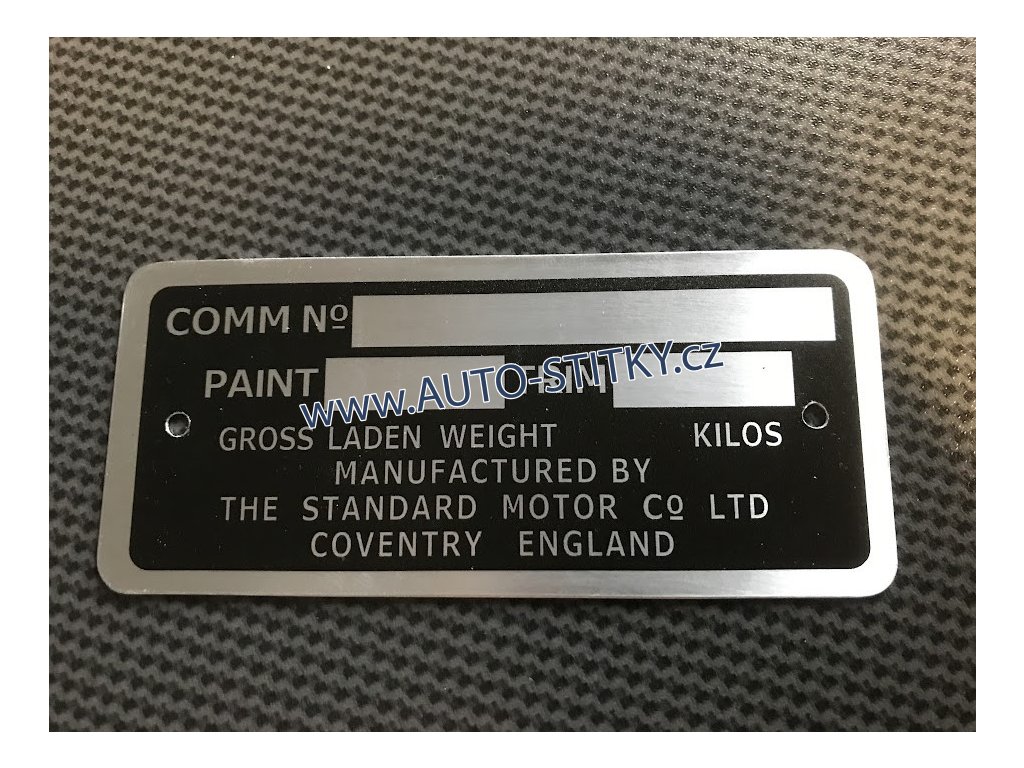 COMM Nº
PAINT TRIM
www.AUTO-STITKY.cz
GROSS LADEN WEIGHT KILOS
MANUFACTURED BY
THE STANDARD MOTOR Cº LTD
COVENTRY ENGLAND